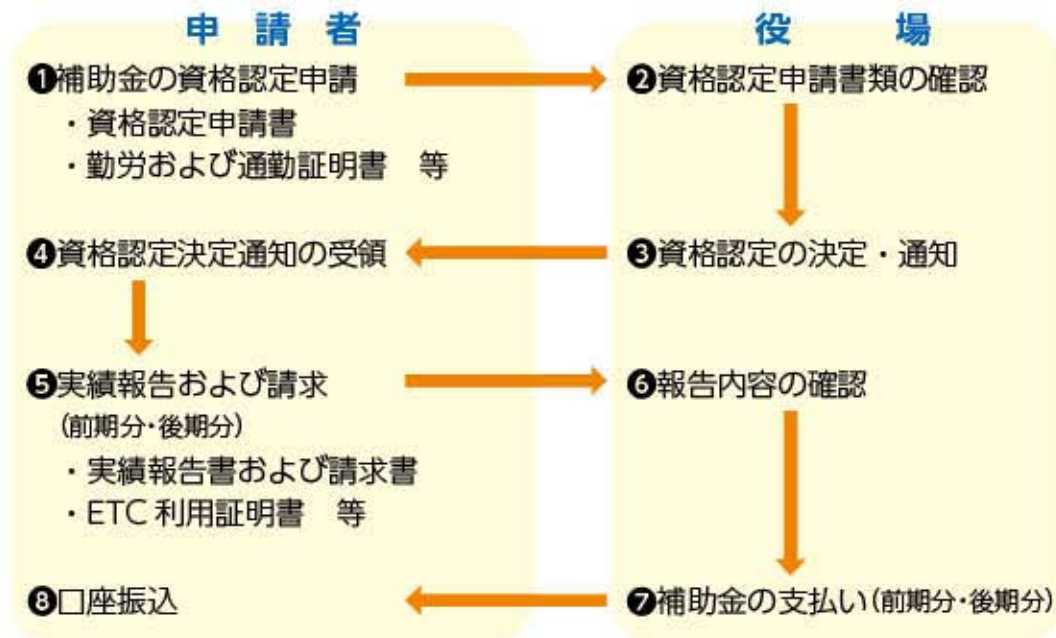 申請者
役場
❶補助金の資格認定申請
・資格認定申請書
・勤労および通勤証明書　等
❷資格認定申請書類の確認
❸資格認定の決定・通知
❹資格認定決定通知の受領
❺実績報告および請求
(前期分・後期分)
・実績報告書および請求書
・ETC利用証明書　等
❻報告内容の確認
❼補助金の支払い(前期分・後期分)
❽口座振込